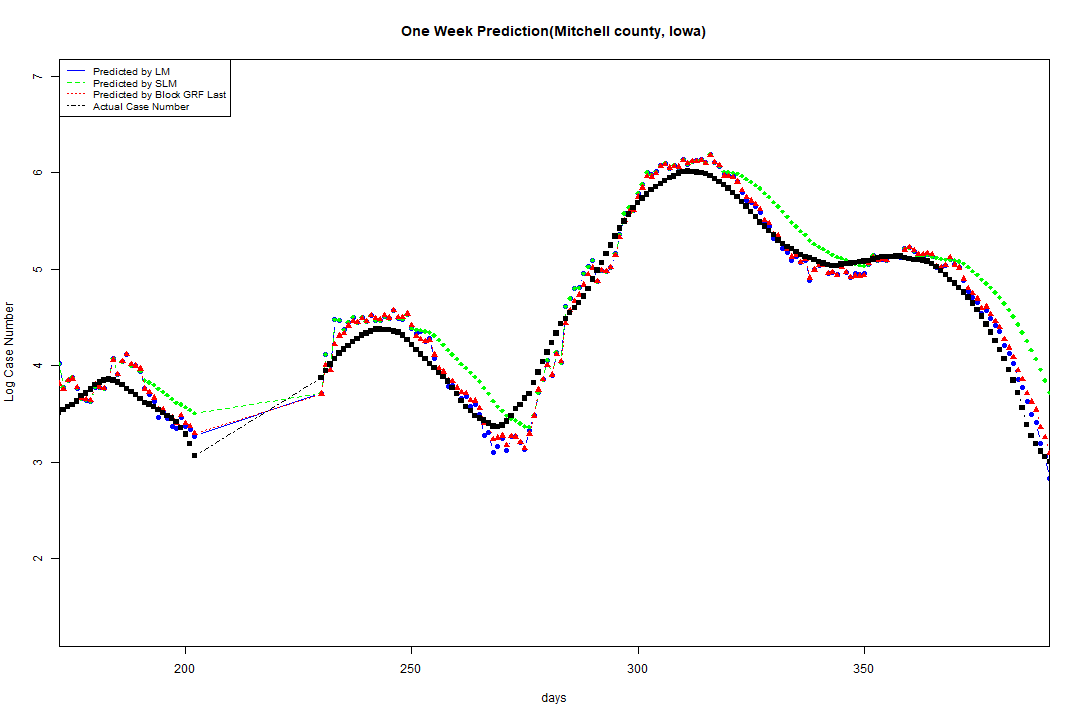 One Week Prediction(Mitchell county, Iowa)
Predicted by LM
Predicted by SLM
Predicted by Block GRF Last
Actual Case Number
Log Case Number
7
6
5
4
3
2
200
250
300
350
days